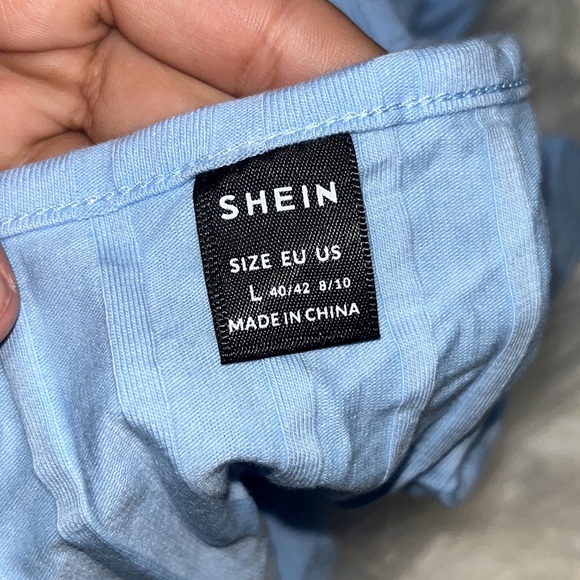 SHEIN
SIZE EU US
L 40/42 8/10
MADE IN CHINA